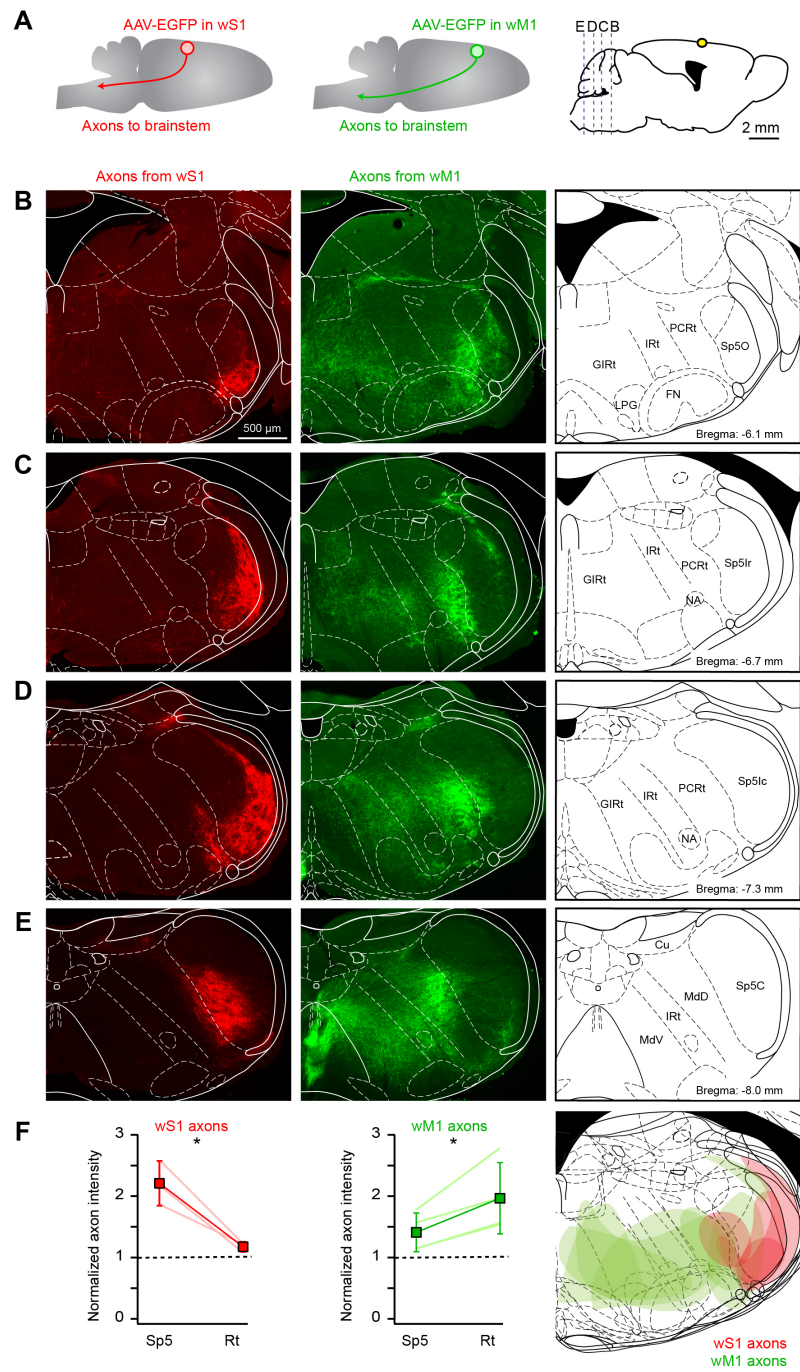 A
AAV-EGFP in wS1
Axons to brainstem
AAV-EGFP in wM1
Axons to brainstem
E D C B
2 mm
Axons from wS1
Axons from wM1
B
500 µm
GIRt
IRt
PCRt
Sp5O
LPG
FN
Bregma: -6.1 mm
C
GIRt
IRt
PCRt
Sp5Ir
NA
Bregma: -6.7 mm
D
GIRt
IRt
PCRt
Sp5Ic
NA
Bregma: -7.3 mm
E
Cu
MdD
Sp5C
IRt
MdV
Bregma: -8.0 mm
F
wS1 axons
*
Normalized axon intensity
3
2
1
0
Sp5 Rt
wM1 axons
*
Normalized axon intensity
3
2
1
0
Sp5 Rt
wS1 axons
wM1 axons